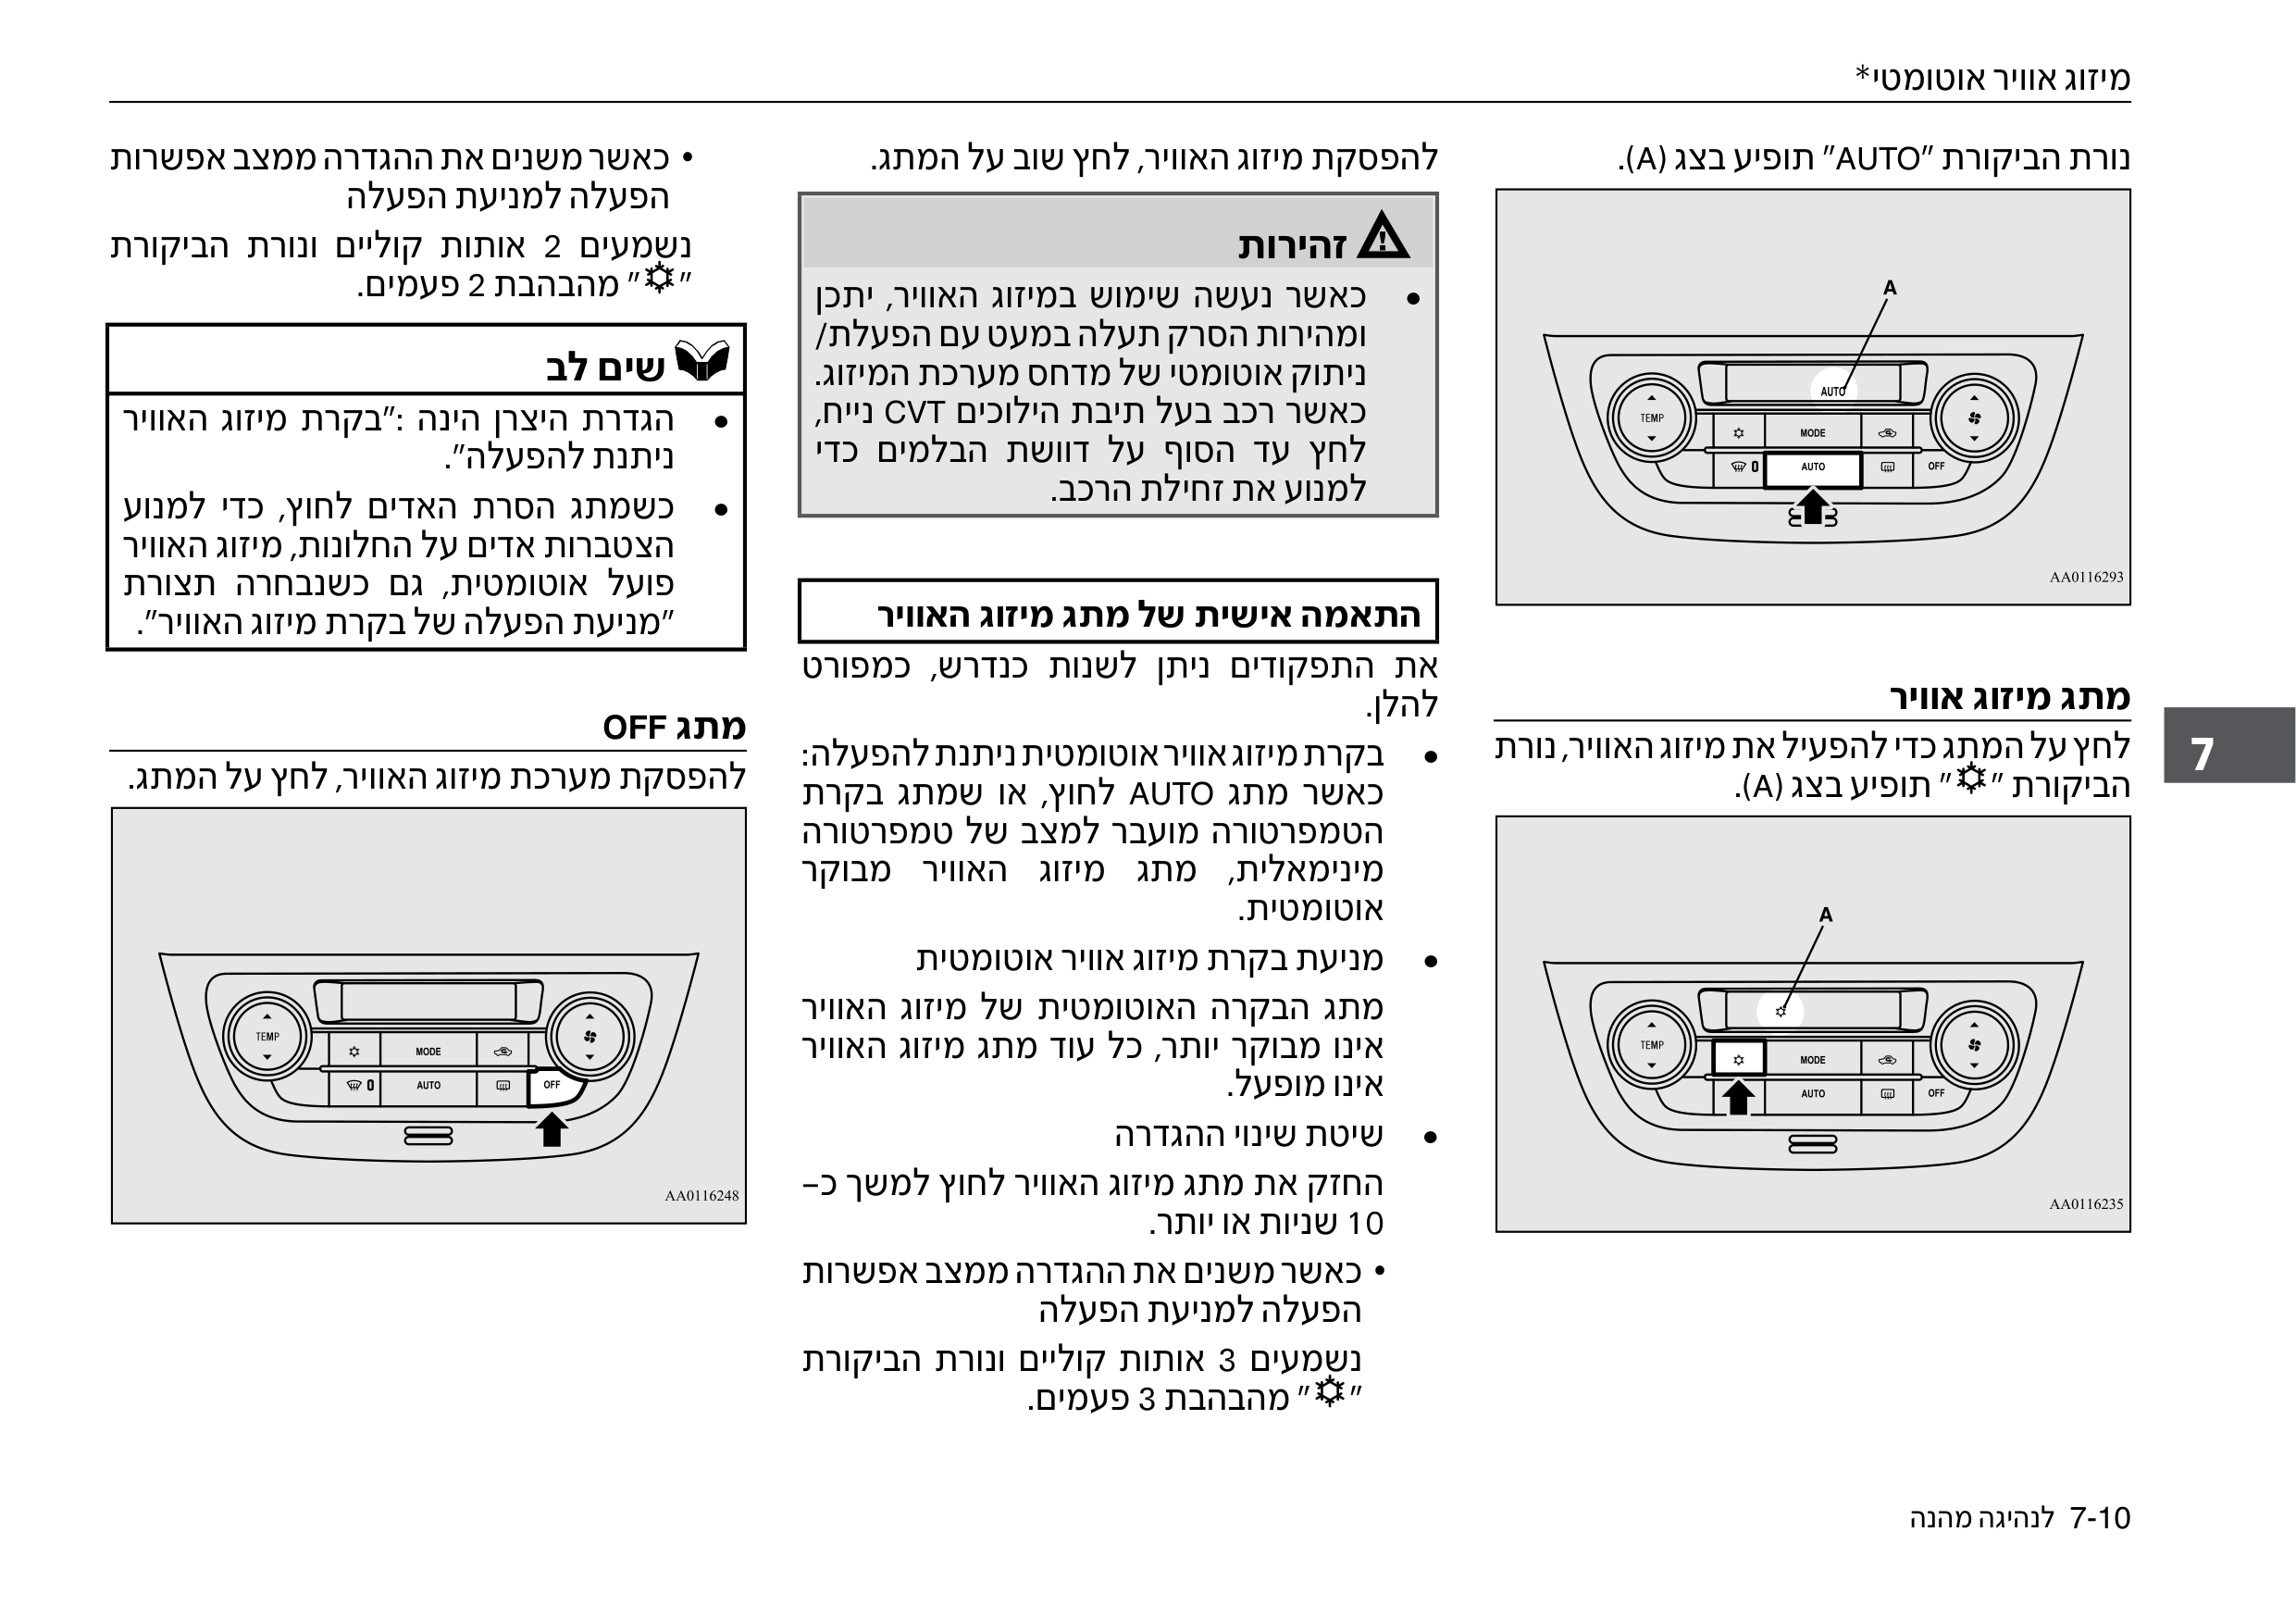 מיזוג אוויר אוטומטי*
נורת הביקורת "AUTO" תופיע בצג (A).
A
AUTO
TEMP
MODE
AUTO
OFF
AA0116293
מתג מיזוג אוויר
לחץ על המתג כדי להפעיל את מיזוג האוויר, נורת
הביקורת "" תופיע בצג (A).
A
TEMP
MODE
AUTO
OFF
AA0116235
להפסקת מיזוג האוויר, לחץ שוב על המתג.
זהירות
• כאשר נעשה שימוש במיזוג האוויר, יתכן
ומהירות הסרק תעלה במעט עם הפעלת/
ניתוק אוטומטי של מדחס מערכת המיזוג.
כאשר רכב בעל תיבת הילוכים CVT נייח,
לחץ עד הסוף על דוושת הבלמים כדי
למנוע את זחילת הרכב.
התאמה אישית של מתג מיזוג האוויר
את התפקודים ניתן לשנות כנדרש, כמפורט
להלן.
• בקרת מיזוג אוויר אוטומטית ניתנת להפעלה:
כאשר מתג AUTO לחוץ, או שמתג בקרת
הטמפרטורה מועבר למצב של טמפרטורה
מינימאלית, מתג מיזוג האוויר מבוקר
אוטומטית.
• מניעת בקרת מיזוג אוויר אוטומטית
מתג הבקרה האוטומטית של מיזוג האוויר
אינו מבוקר יותר, כל עוד מתג מיזוג האוויר
אינו מופעל.
• שיטת שינוי ההגדרה
החזק את מתג מיזוג האוויר לחוץ למשך כ–
10 שניות או יותר.
• כאשר משנים את ההגדרה ממצב אפשרות
הפעלה למניעת הפעלה
נשמעים 3 אותות קוליים ונורת הביקורת
"" מהבהבת 3 פעמים.
• כאשר משנים את ההגדרה ממצב אפשרות
הפעלה למניעת הפעלה
נשמעים 2 אותות קוליים ונורת הביקורת
"" מהבהבת 2 פעמים.
שים לב
• הגדרת היצרן הינה :"בקרת מיזוג האוויר
ניתנת להפעלה".
• כשמתג הסרת האדים לחוץ, כדי למנוע
הצטברות אדים על החלונות, מיזוג האוויר
פועל אוטומטית, גם כשנבחרה תצורת
"מניעת הפעלה של בקרת מיזוג האוויר".
מתג OFF
להפסקת מערכת מיזוג האוויר, לחץ על המתג.
TEMP
MODE
AUTO
OFF
AA0116248
7
7-10 לנהיגה מהנה